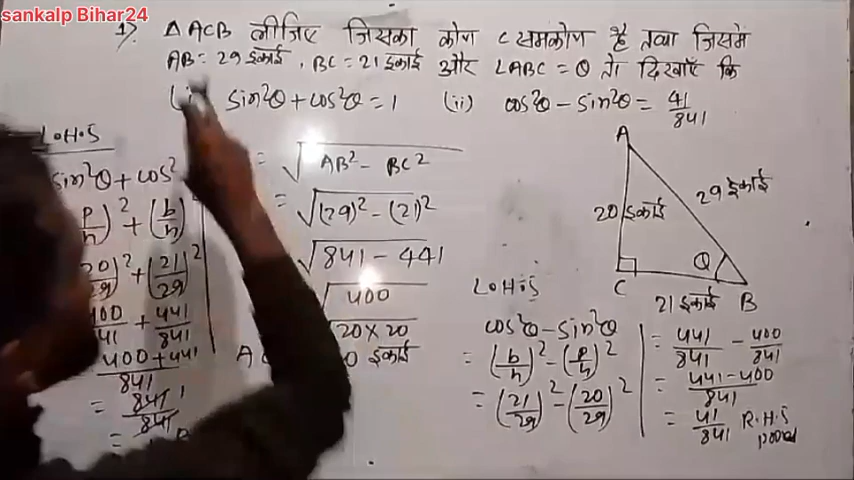 sankalp Bihar24
1). △ACB लीजिए जिसका कोण C समकोण है तथा जिसमें
AB = 29 इकाई, BC = 21 इकाई और ∠ABC = θ तो दिखाएँ कि
(i) sin²θ + cos²θ = 1 (ii) cos²θ - sin²θ = 41/841
L.H.S
sin²θ + cos²
(p/h)² + (b/h)²
(20/29)² + (21/29)²
400/841 + 441/841
400+441/841
= 841/841 1
=
= √AB² - BC²
= √(29)² - (21)²
√841 - 441
√400
√20×20
इकाई
A
20 इकाई
29 इकाई
θ
C
21 इकाई
B
L.H.S
cos²θ - sin²θ
= (b/h)² - (p/h)²
= (21/29)² - (20/29)²
= 441/841 - 400/841
= 441-400/841
= 41/841 R.H.S